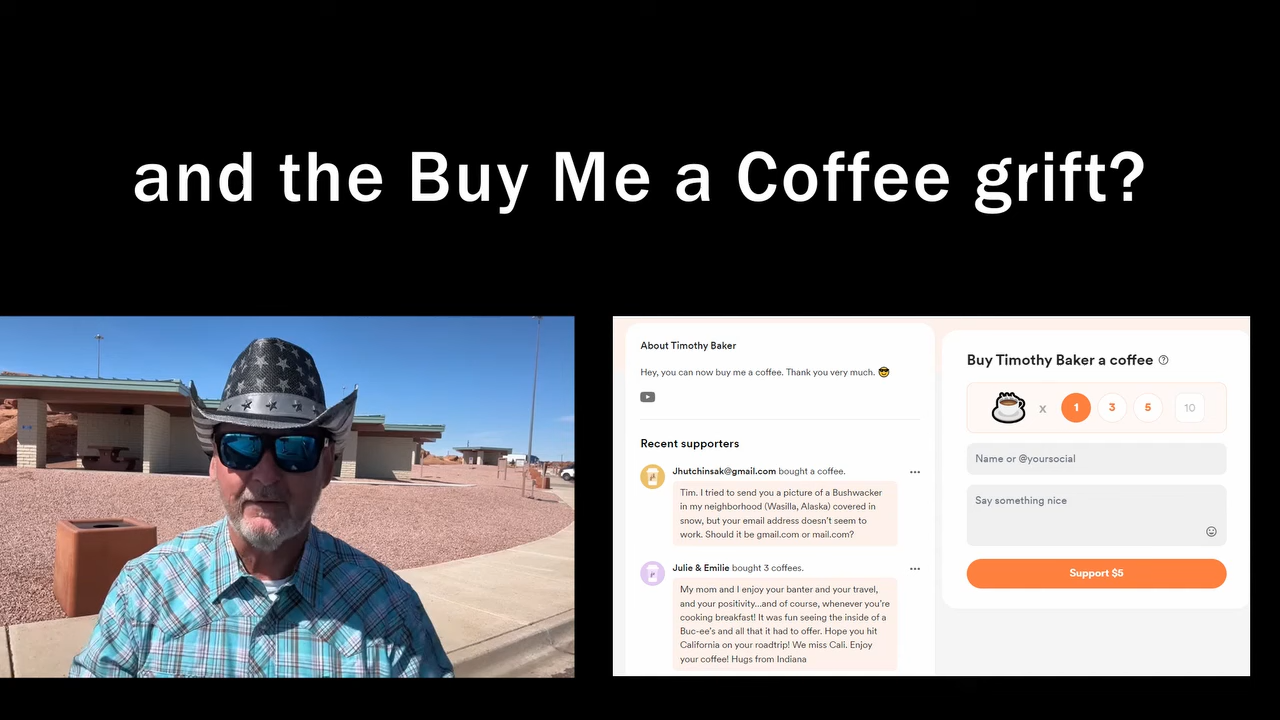 and the Buy Me a Coffee grift?
About Timothy Baker
Hey, you can now buy me a coffee. Thank you very much. 😎
Recent supporters
Jhutchinsak@gmail.com bought a coffee.
Tim. I tried to send you a picture of a Bushwacker
in my neighborhood (Wasilla, Alaska) covered in
snow, but your email address doesn't seem to
work. Should it be gmail.com or mail.com?
Julie & Emilie bought 3 coffees.
My mom and I enjoy your banter and your travel,
and your positivity...and of course, whenever you're
cooking breakfast! It was fun seeing the inside of a
Buc-ee's and all that it had to offer. Hope you hit
California on your roadtrip! We miss Cali. Enjoy
your coffee! Hugs from Indiana
Buy Timothy Baker a coffee
x 1 3 5 10
Name or @yoursocial
Say something nice
Support $5